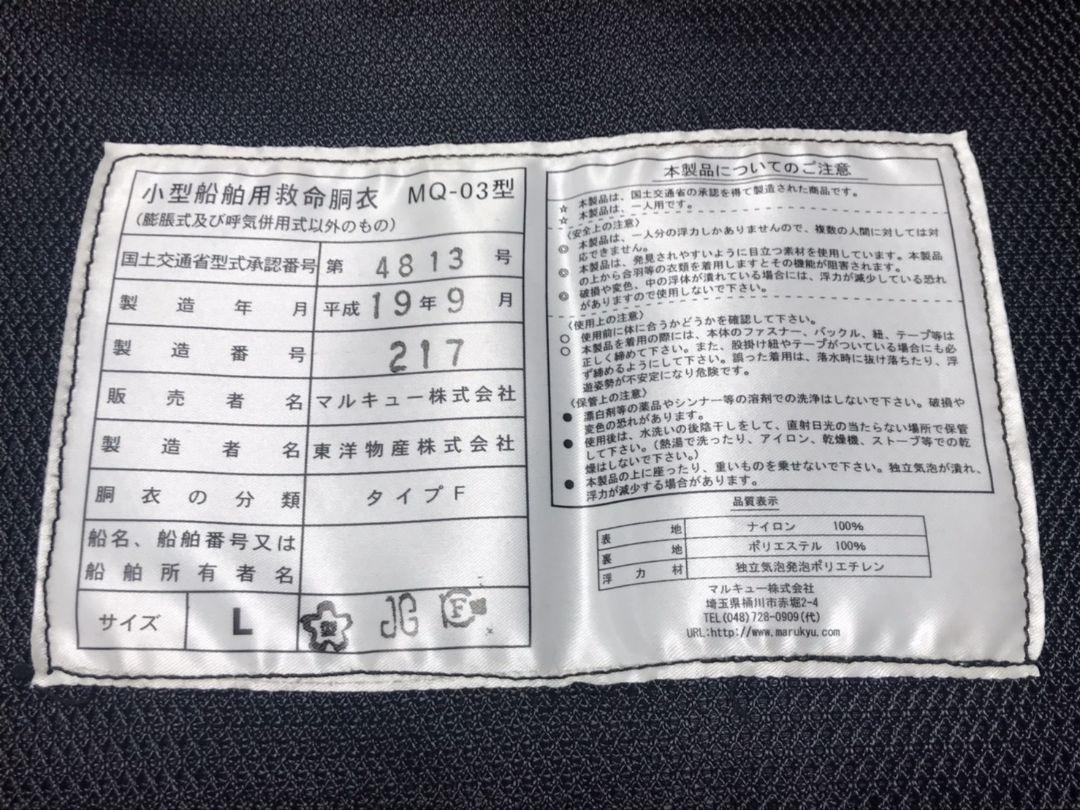 小型船舶用救命胴衣 MQ-03型
(膨脹式及び呼気併用式以外のもの)
国土交通省型式承認番号 第 4813 号
製造年月 平成19年9月
製造番号 217
販売者名 マルキュー株式会社
製造者名 東洋物産株式会社
胴衣の分類 タイプF
船名、船舶番号又は
船舶所有者名
サイズ L 製 JG F
本製品についてのご注意
☆ 本製品は、国土交通省の承認を得て製造された商品です。
☆ 本製品は、一人用です。
〈安全上の注意〉
◎ 本製品は、一人分の浮力しかありませんので、複数の人間に対しては対
応できません。
◎ 本製品は、発見されやすいように目立つ素材を使用しています。本製品
の上から合羽等の衣類を着用しますとその機能が阻害されます。
◎ 破損や変色、中の浮体が潰れている場合には、浮力が減少している恐れ
がありますので使用しないで下さい。
〈使用上の注意〉
○ 使用前に体に合うかどうかを確認して下さい。
○ 本製品を着用の際には、本体のファスナー、バックル、紐、テープ等は
正しく締めて下さい。また、股掛け紐やテープがついている場合にも必
ず締めるようにして下さい。誤った着用は、落水時に抜け落ちたり、浮
遊姿勢が不安定になり危険です。
〈保管上の注意〉
● 漂白剤等の薬品やシンナー等の溶剤での洗浄はしないで下さい。破損や
変色の恐れがあります。
● 使用後は、水洗いの後陰干しをして、直射日光の当たらない場所で保管
して下さい。(熱湯で洗ったり、アイロン、乾燥機、ストーブ等での乾
燥はしないで下さい。)
● 本製品の上に座ったり、重いものを乗せないで下さい。独立気泡が潰れ、
浮力が減少する場合があります。
品質表示
表地 ナイロン 100%
裏地 ポリエステル 100%
浮力材 独立気泡発泡ポリエチレン
マルキュー株式会社
埼玉県桶川市赤堀2-4
TEL(048)728-0909(代)
URL:http://www.marukyu.com/